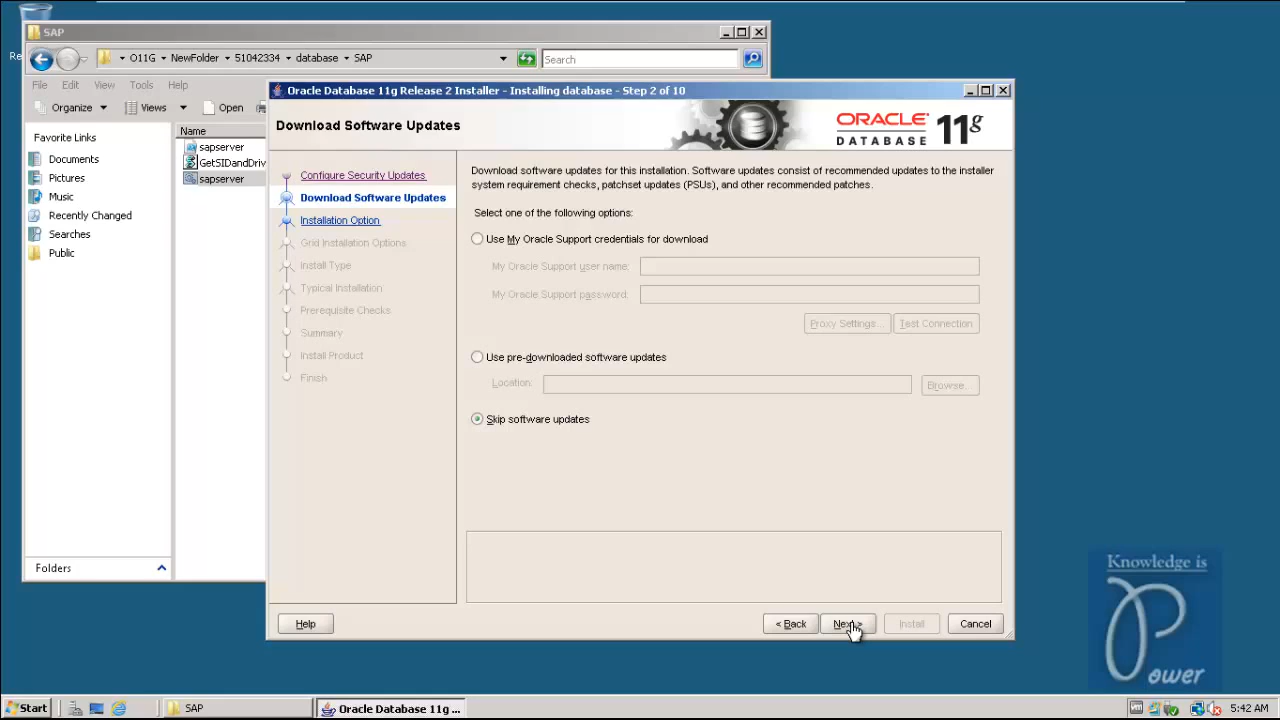 Re
SAP
O11G
NewFolder
51042334
database
SAP
Search
File Edit View Tools Help
Organize
Views
Open
Favorite Links
Documents
Pictures
Music
Recently Changed
Searches
Public
Folders
Name
sapserver
GetSIDandDriv
sapserver
Oracle Database 11g Release 2 Installer - Installing database - Step 2 of 10
Download Software Updates
ORACLE
DATABASE
11g
Configure Security Updates
Download Software Updates
Installation Option
Grid Installation Options
Install Type
Typical Installation
Prerequisite Checks
Summary
Install Product
Finish
Download software updates for this installation. Software updates consist of recommended updates to the installer
system requirement checks, patchset updates (PSUs), and other recommended patches.
Select one of the following options:
Use My Oracle Support credentials for download
My Oracle Support user name:
My Oracle Support password:
Proxy Settings...
Test Connection
Use pre-downloaded software updates
Location:
Browse...
Skip software updates
Help
< Back
Next >
Install
Cancel
Knowledge is
Power
Start
SAP
Oracle Database 11g ...
5:42 AM